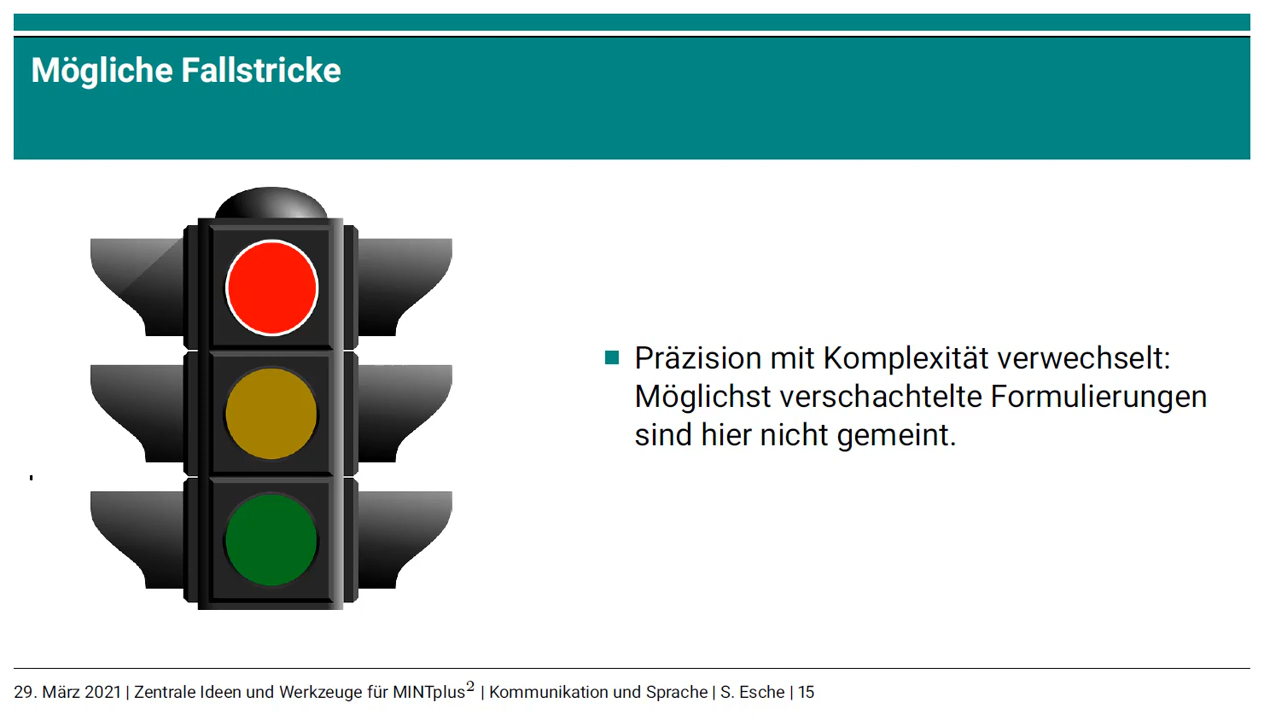 Mögliche Fallstricke
Präzision mit Komplexität verwechselt:
Möglichst verschachtelte Formulierungen
sind hier nicht gemeint.
29. März 2021 | Zentrale Ideen und Werkzeuge für MINTplus² | Kommunikation und Sprache | S. Esche | 15